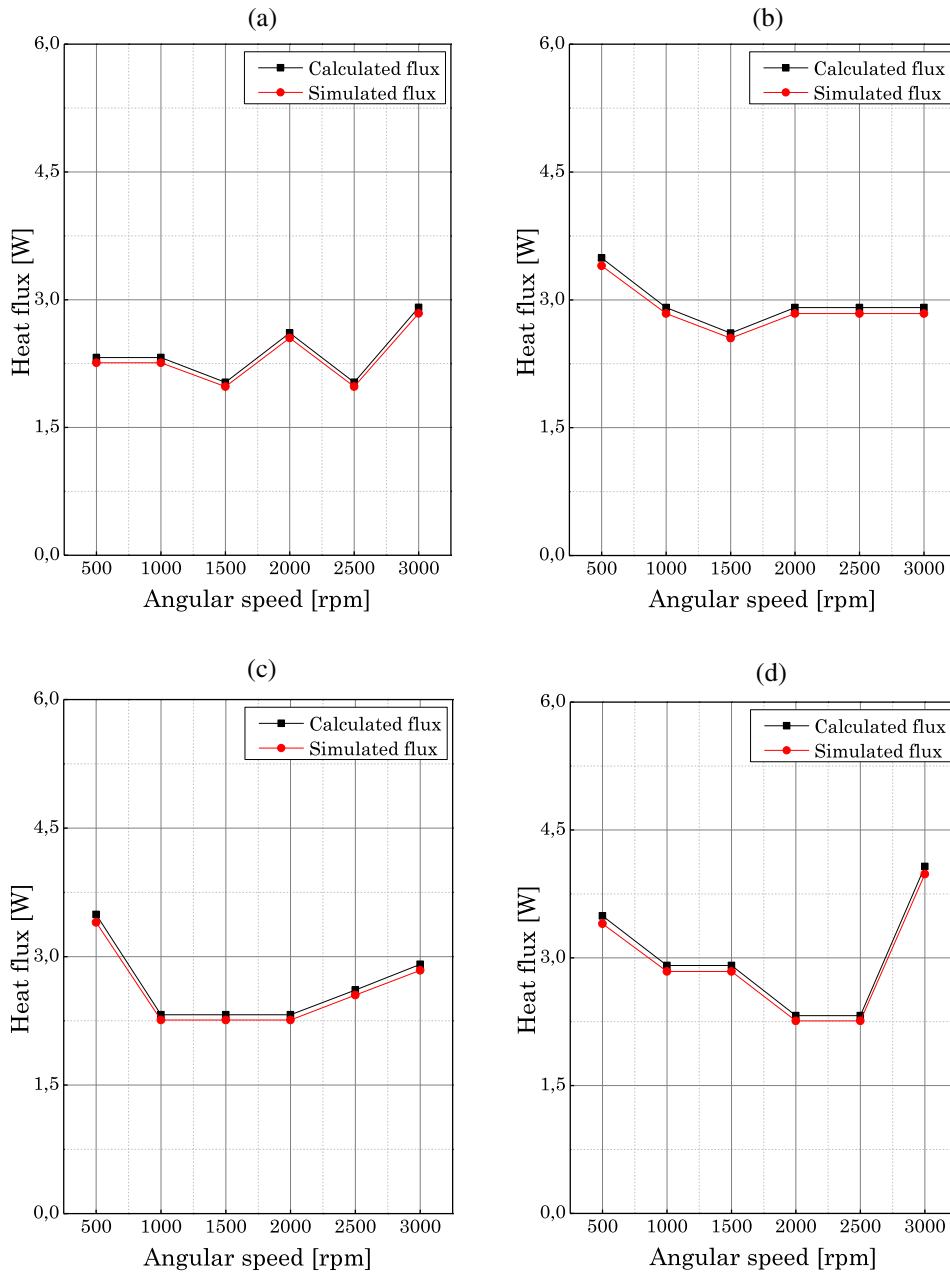 (a)
6,0
Calculated flux
Simulated flux
4,5
Heat flux [W]
3,0
1,5
0,0
500 1000 1500 2000 2500 3000
Angular speed [rpm]
(b)
6,0
Calculated flux
Simulated flux
4,5
Heat flux [W]
3,0
1,5
0,0
500 1000 1500 2000 2500 3000
Angular speed [rpm]
(c)
6,0
Calculated flux
Simulated flux
4,5
Heat flux [W]
3,0
1,5
0,0
500 1000 1500 2000 2500 3000
Angular speed [rpm]
(d)
6,0
Calculated flux
Simulated flux
4,5
Heat flux [W]
3,0
1,5
0,0
500 1000 1500 2000 2500 3000
Angular speed [rpm]